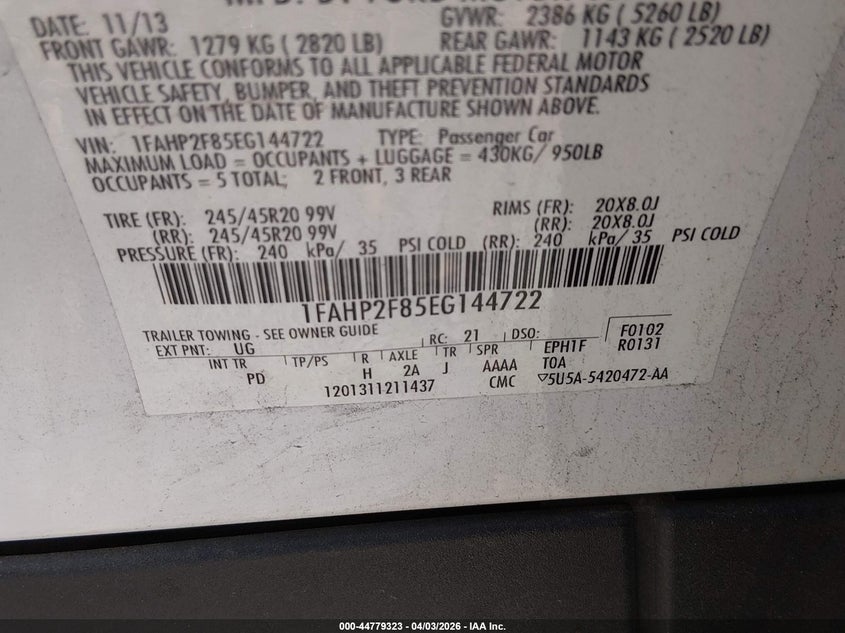 MFD. BY FORD MOTOR
DATE: 11/13 GVWR: 2386 KG ( 5260 LB)
FRONT GAWR: 1279 KG ( 2820 LB) REAR GAWR: 1143 KG ( 2520 LB)
THIS VEHICLE CONFORMS TO ALL APPLICABLE FEDERAL MOTOR
VEHICLE SAFETY, BUMPER, AND THEFT PREVENTION STANDARDS
IN EFFECT ON THE DATE OF MANUFACTURE SHOWN ABOVE.
VIN: 1FAHP2F85EG144722 TYPE: Passenger Car
MAXIMUM LOAD = OCCUPANTS + LUGGAGE = 430KG/ 950LB
OCCUPANTS = 5 TOTAL; 2 FRONT, 3 REAR
TIRE (FR): 245/45R20 99V RIMS (FR): 20X8.0J
(RR): 245/45R20 99V (RR): 20X8.0J
PRESSURE (FR): 240 kPa/ 35 PSI COLD (RR): 240 kPa/ 35 PSI COLD
1FAHP2F85EG144722
TRAILER TOWING - SEE OWNER GUIDE
EXT PNT: UG RC: 21 DSO: F0102
INT TR TP/PS R AXLE TR SPR EPH1F R0131
PD H 2A J AAAA TOA
1201311211437 CMC ▽5U5A-5420472-AA
000-44779323 - 04/03/2026 - IAA Inc.